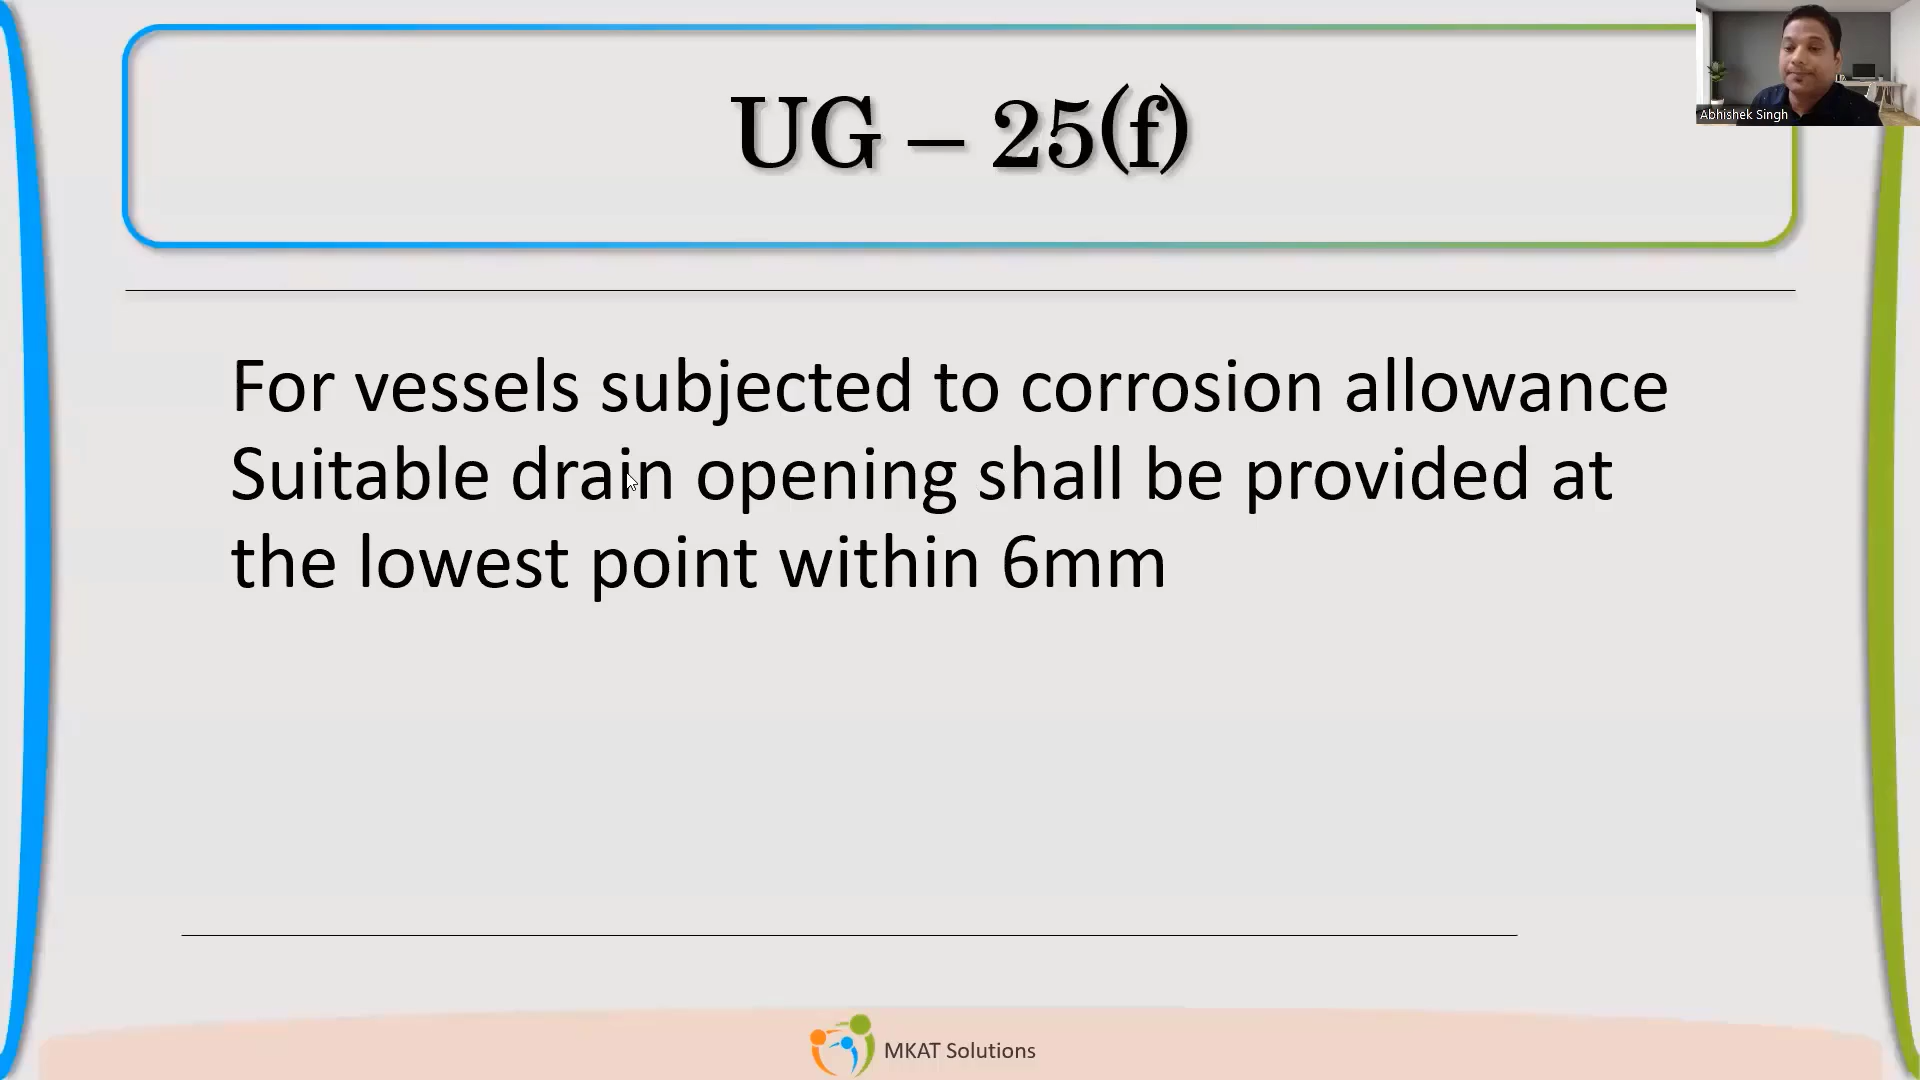 UG – 25(f)
Abhishek Singh
For vessels subjected to corrosion allowance
Suitable drain opening shall be provided at
the lowest point within 6mm
MKAT Solutions